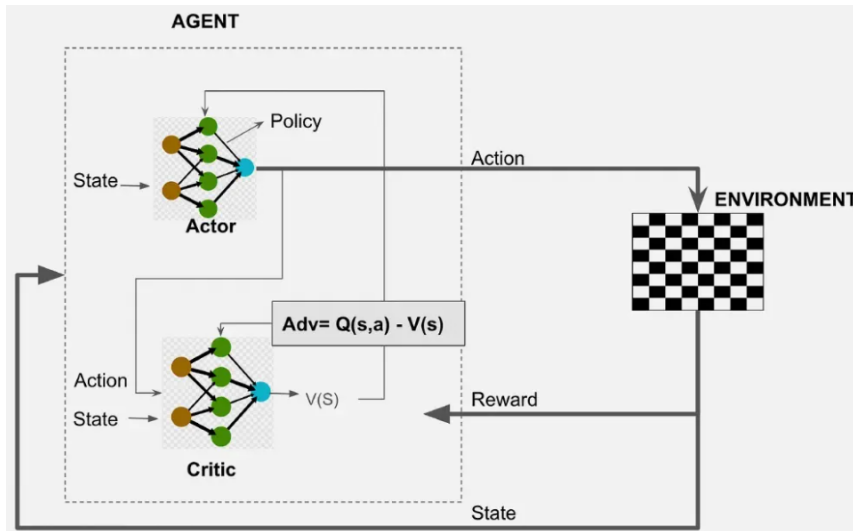 AGENT
Policy
Action
State
Actor
ENVIRONMENT
Adv= Q(s,a) - V(s)
Action
State
V(S)
Reward
Critic
State